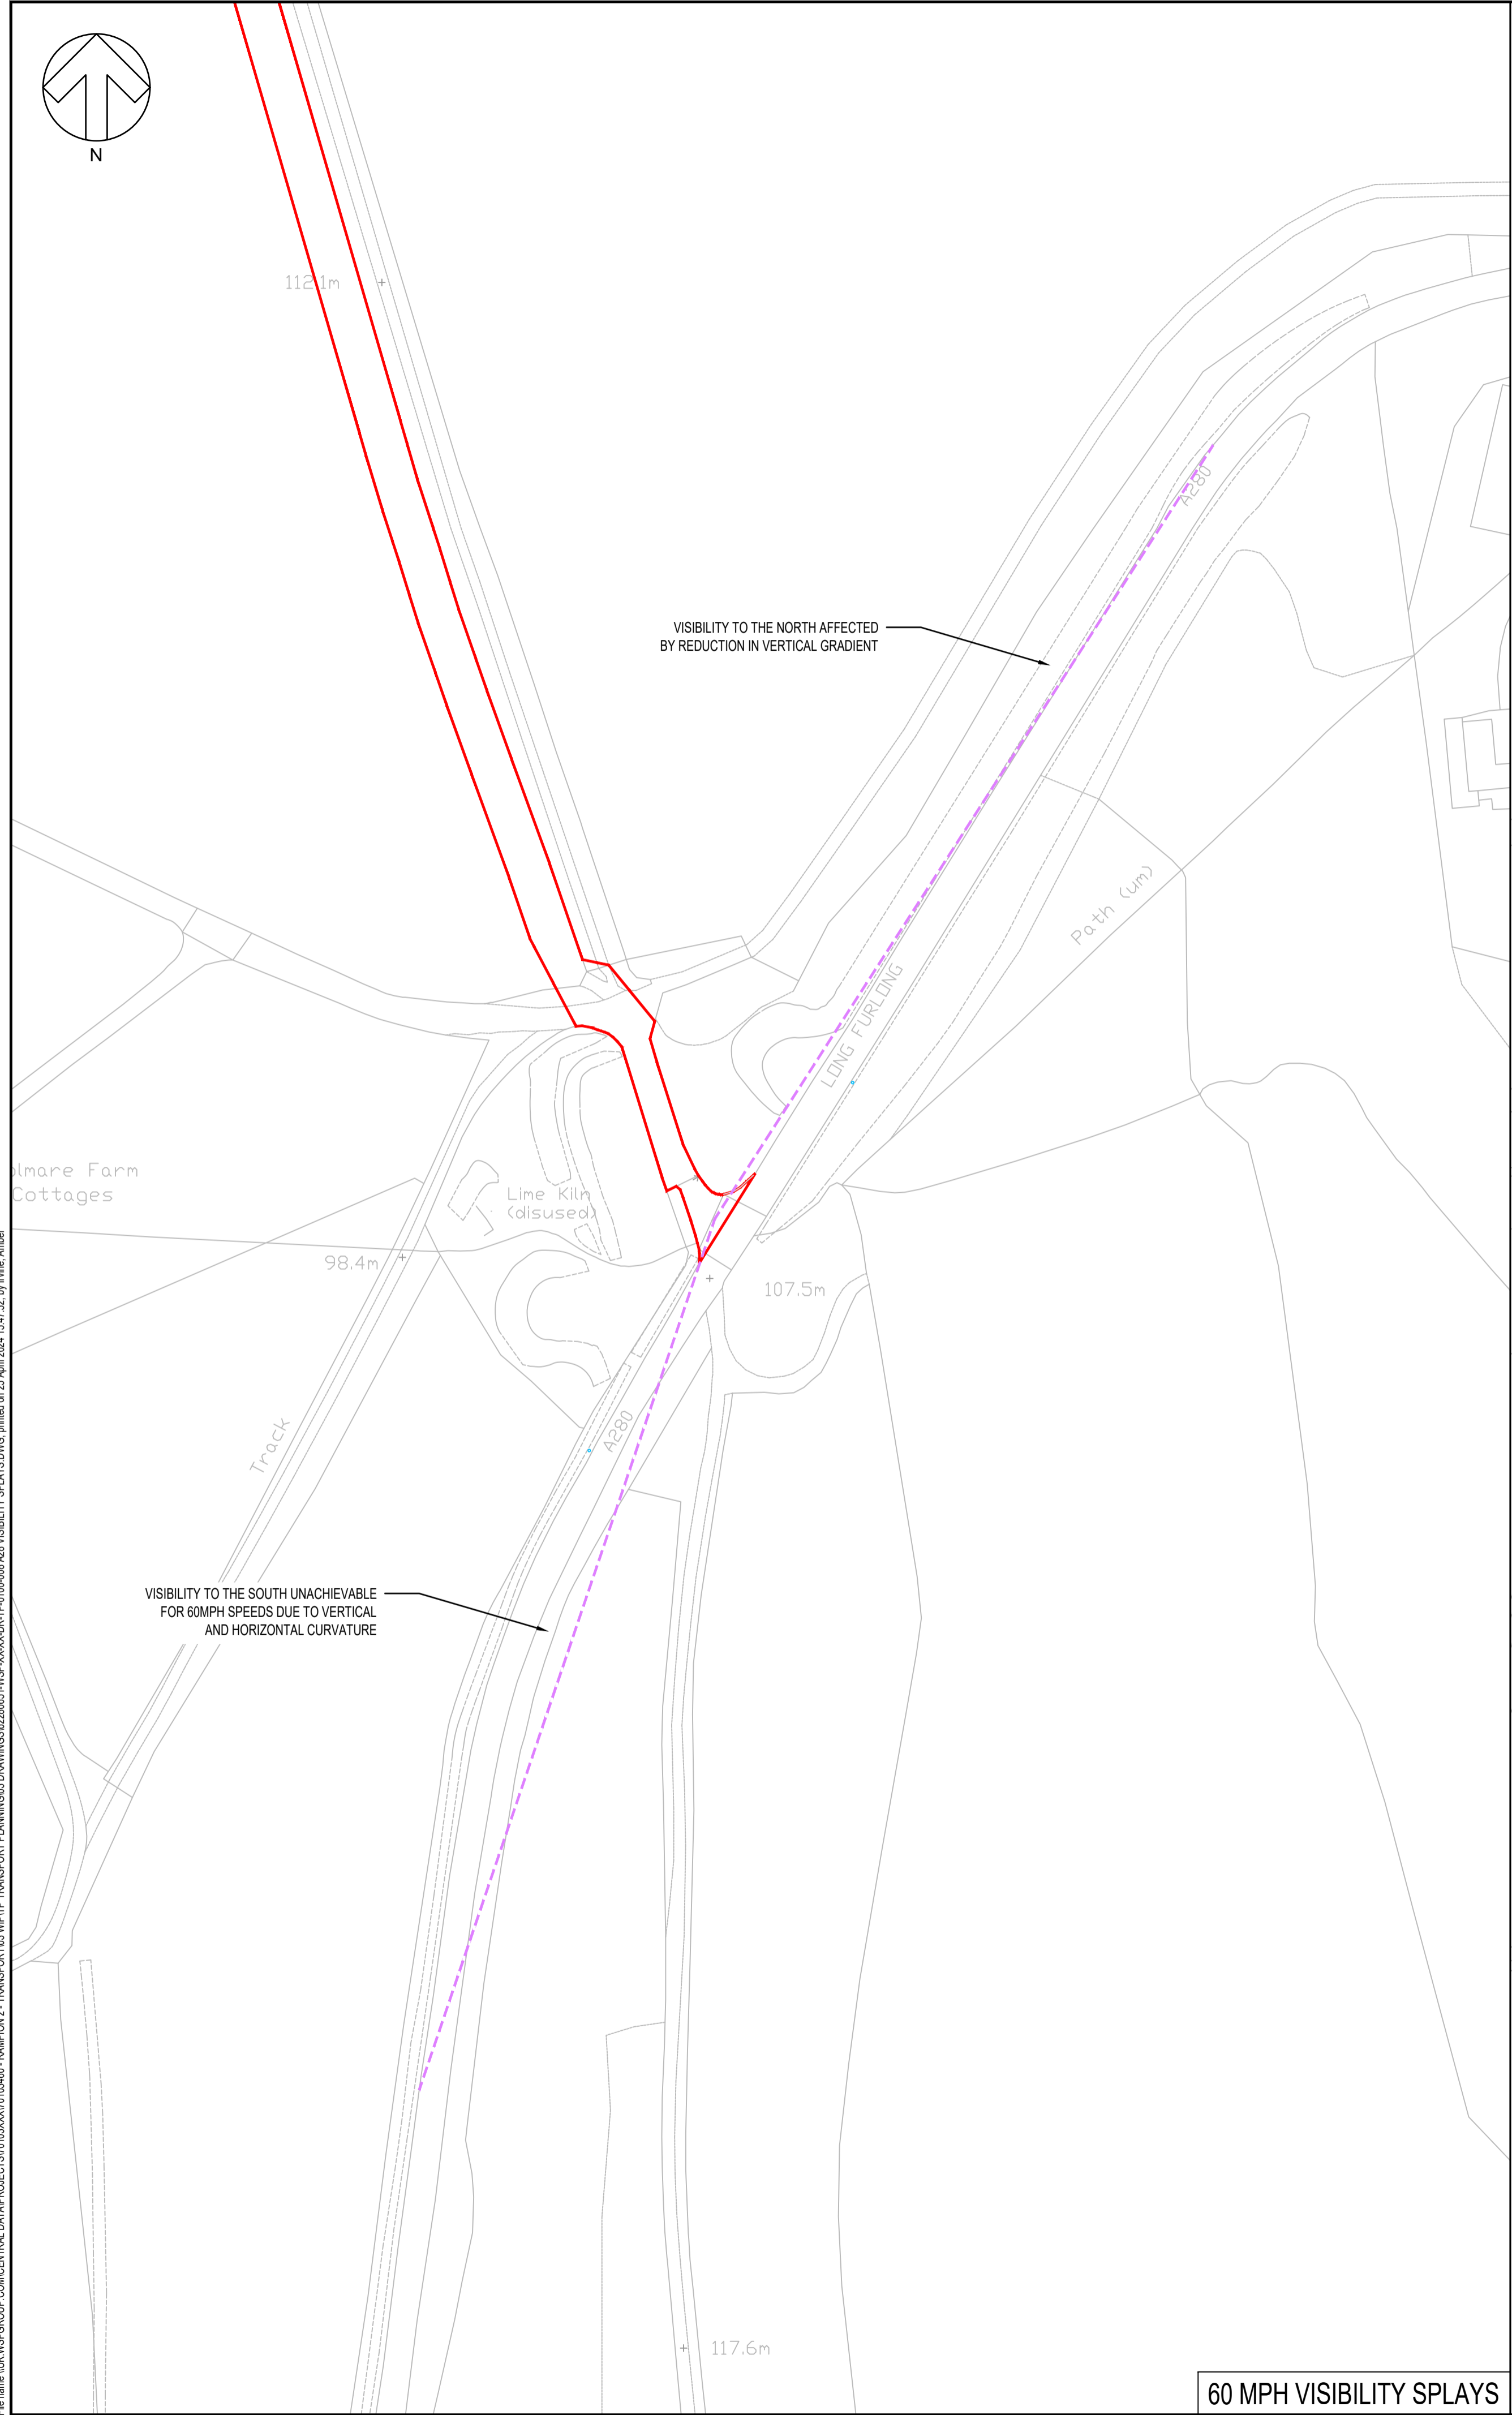 N
112.1m
A280
VISIBILITY TO THE NORTH AFFECTED
BY REDUCTION IN VERTICAL GRADIENT
Path (um)
LONG FURLONG
Farm
Cottages
Lime Kiln
(disused)
98.4m
107.5m
A280
Track
VISIBILITY TO THE SOUTH UNACHIEVABLE
FOR 60MPH SPEEDS DUE TO VERTICAL
AND HORIZONTAL CURVATURE
117.6m
60 MPH VISIBILITY SPLAYS